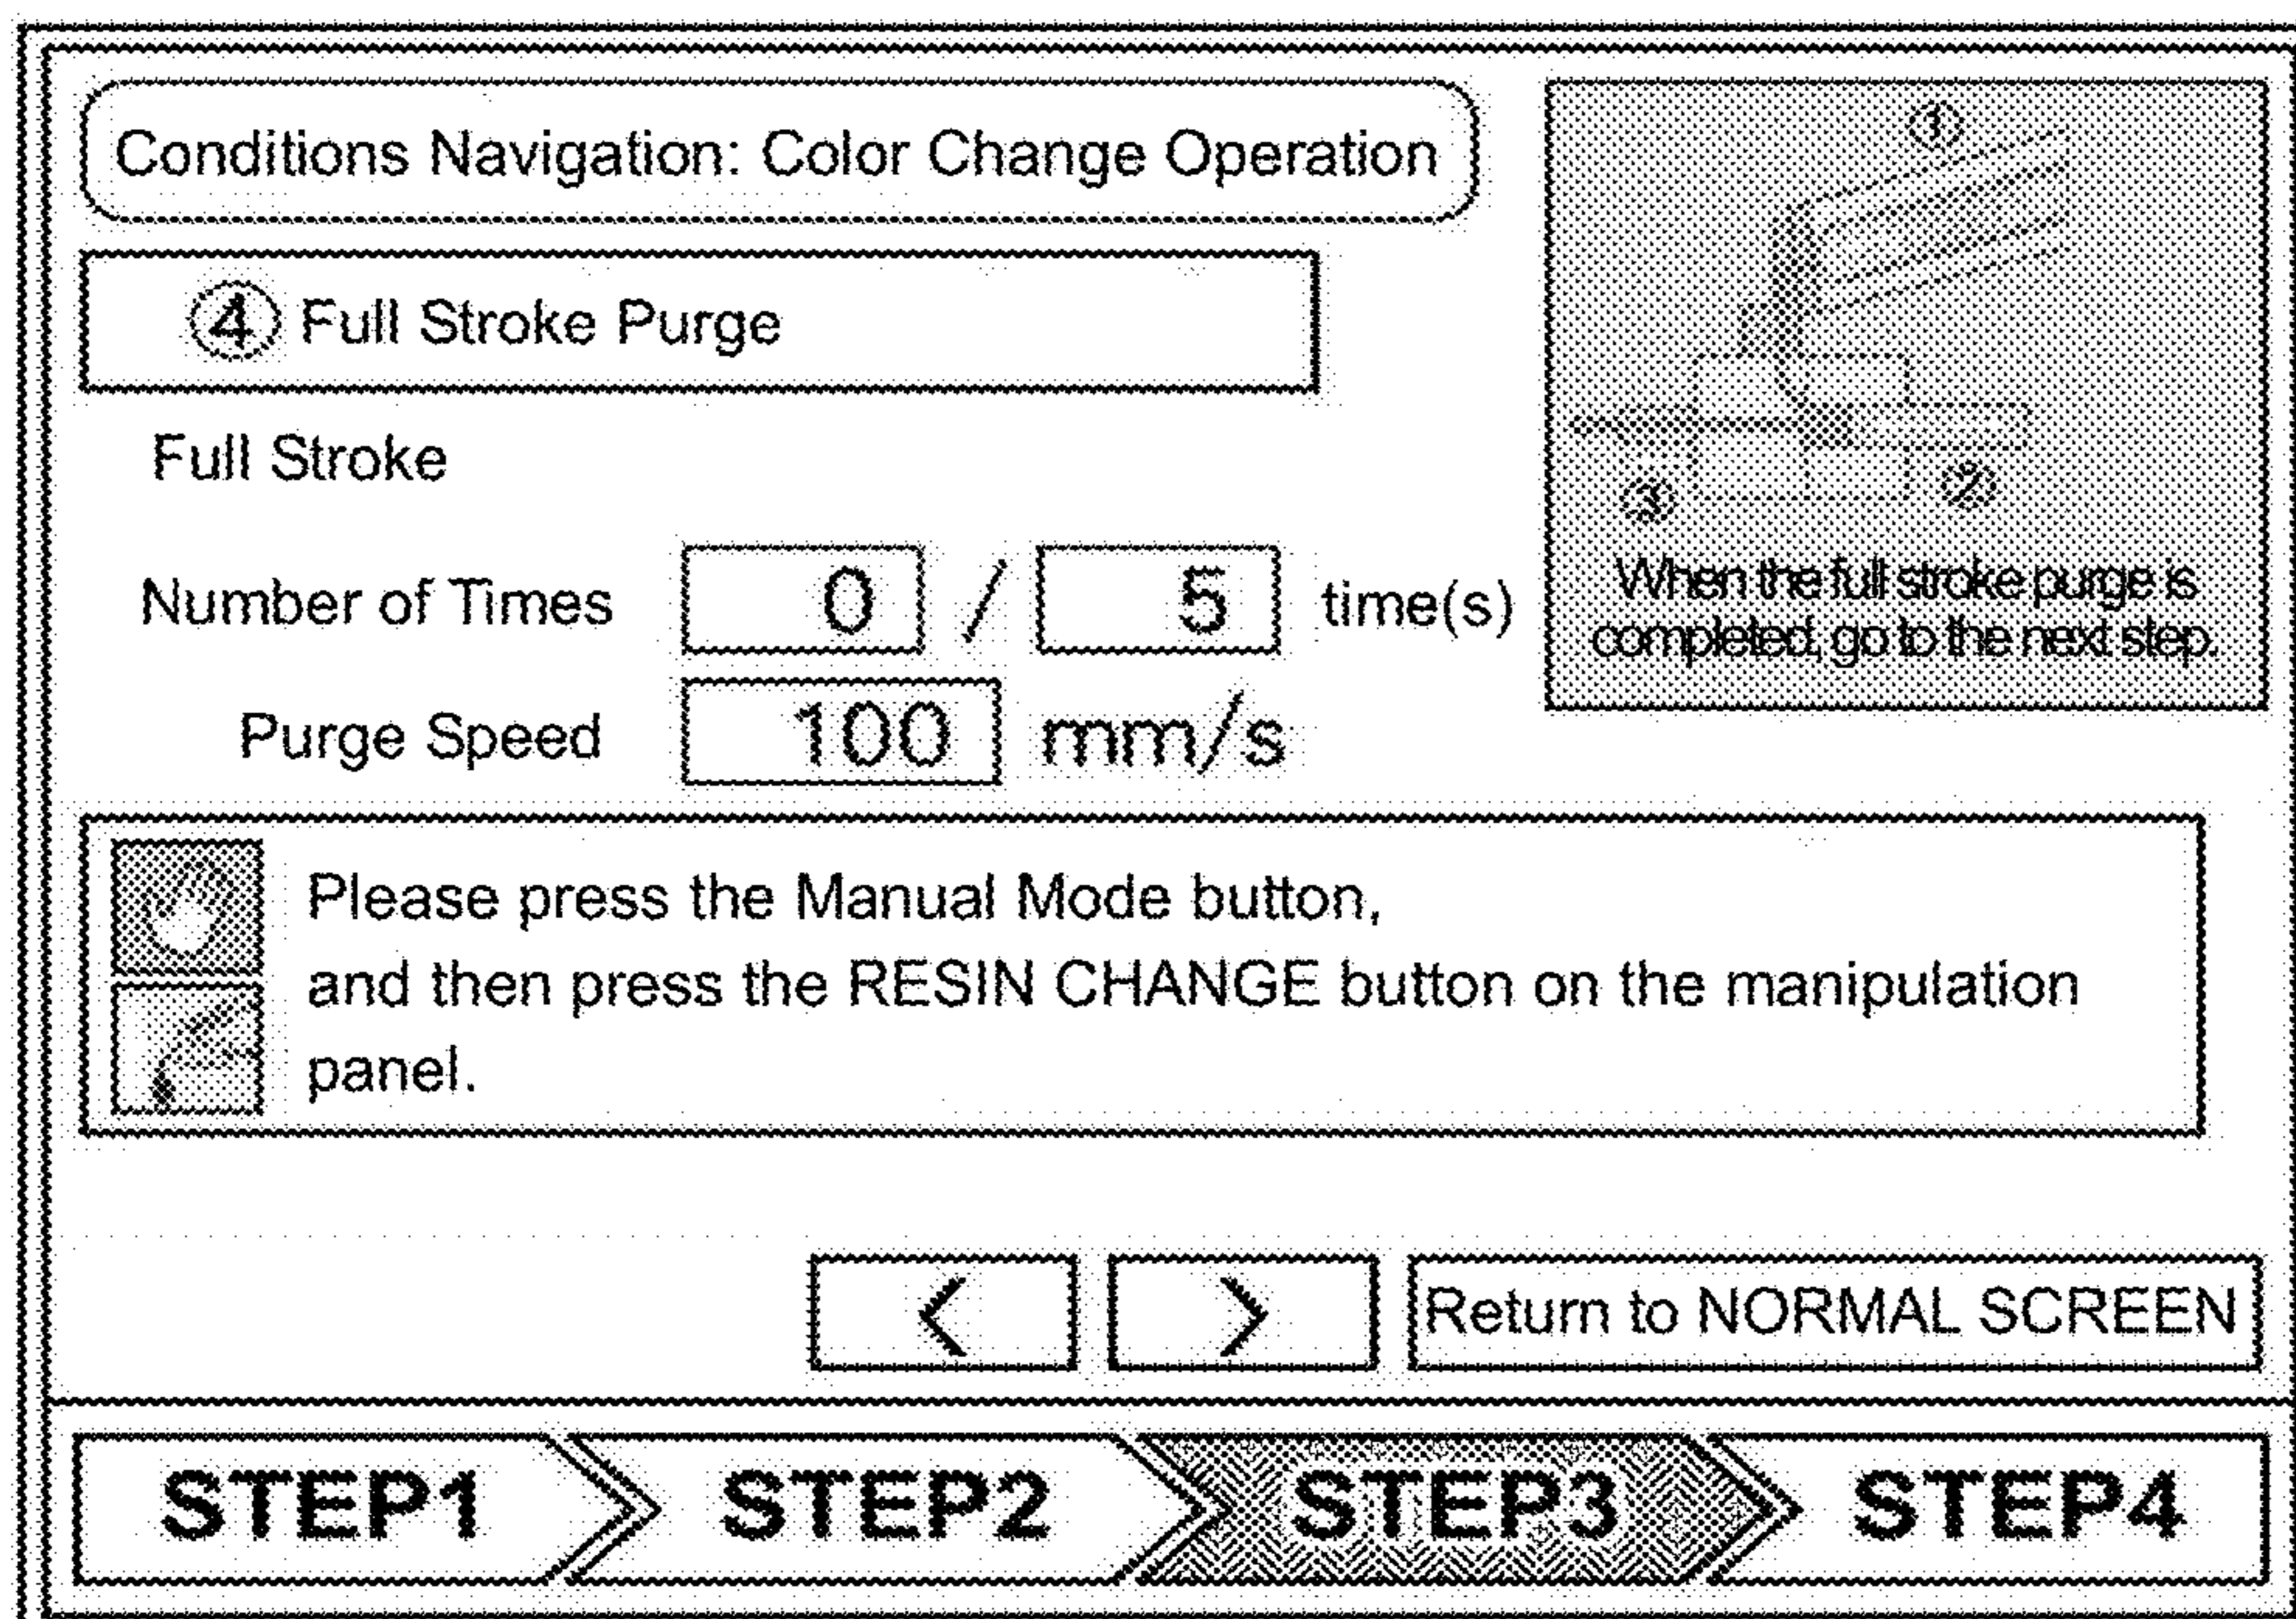 Conditions Navigation: Color Change Operation
④ Full Stroke Purge
Full Stroke
Number of Times 0 / 5 time(s)
Purge Speed 100 mm/s
①
②
③
When the full stroke purge is
completed, go to the next step.
Please press the Manual Mode button,
and then press the RESIN CHANGE button on the manipulation
panel.
< > Return to NORMAL SCREEN
STEP1 STEP2 STEP3 STEP4